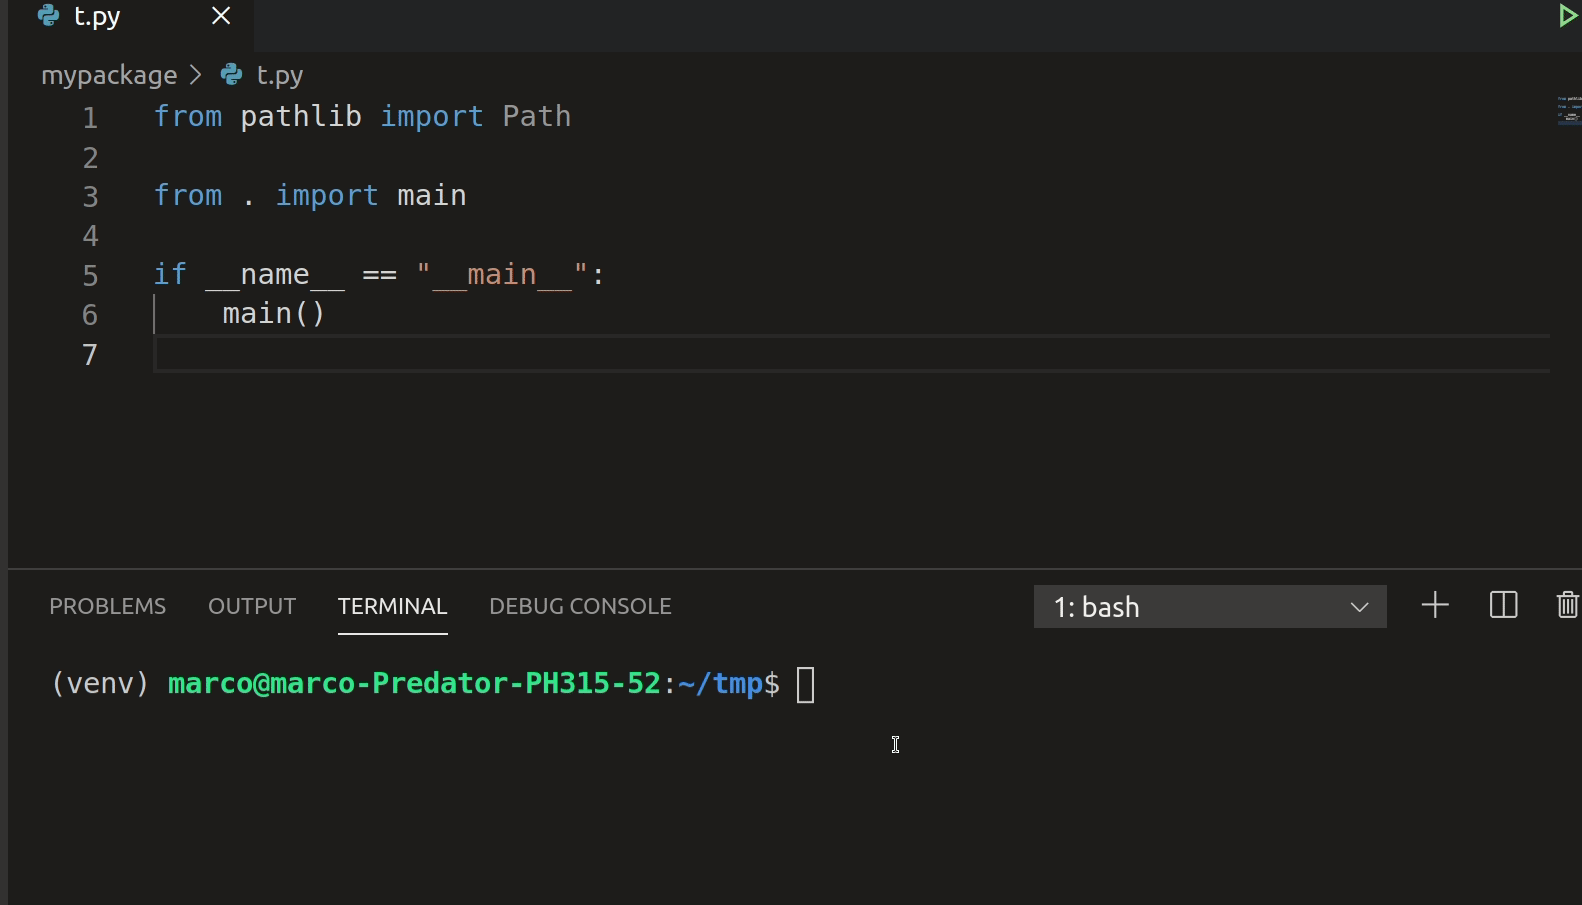 t.py
mypackage > t.py
1 from pathlib import Path
2
3 from . import main
4
5 if __name__ == "__main__":
6     main()
7
PROBLEMS OUTPUT TERMINAL DEBUG CONSOLE 1: bash
(venv) marco@marco-Predator-PH315-52:~/tmp$